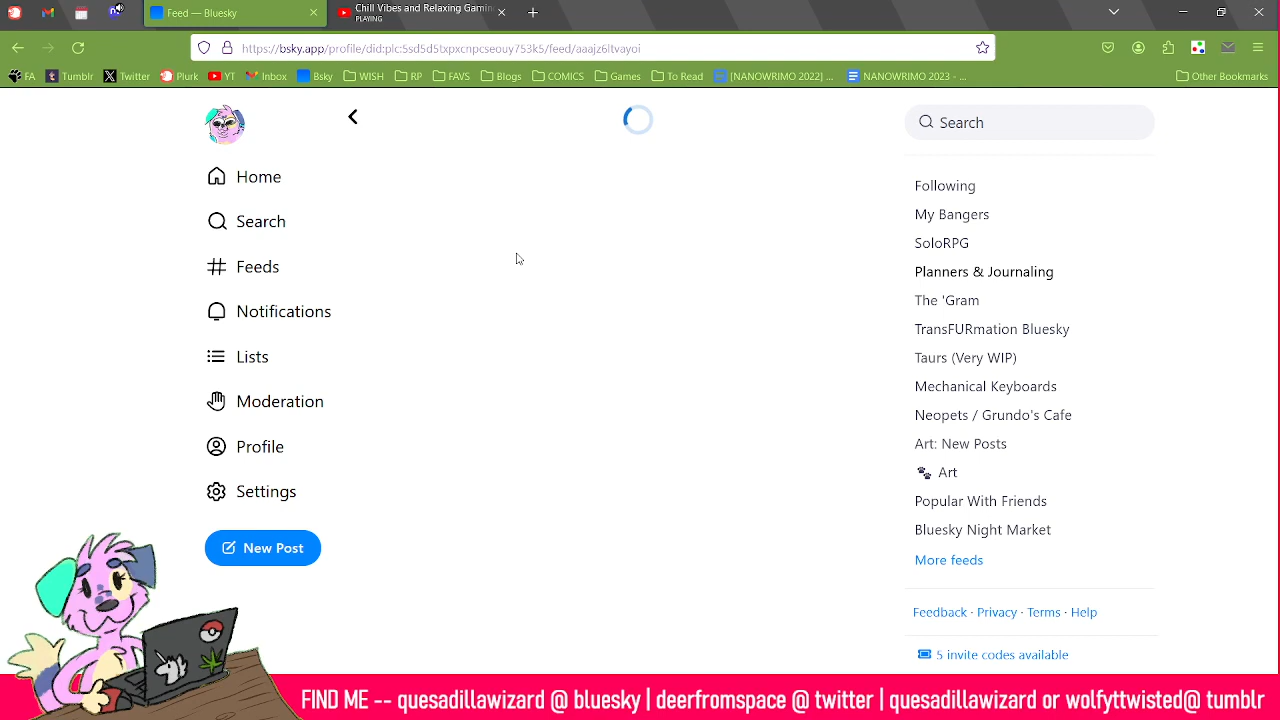 Feed — Bluesky
Chill Vibes and Relaxing Gamin
PLAYING
https://bsky.app/profile/did:plc:5sd5d5txpxcnpcseouy753k5/feed/aaajz6ltvayoi
FA Tumblr Twitter Plurk YT Inbox Bsky WISH RP FAVS Blogs COMICS Games To Read [NANOWRIMO 2022] ... NANOWRIMO 2023 - ... Other Bookmarks
Home
Search
Feeds
Notifications
Lists
Moderation
Profile
Settings
New Post
Search
Following
My Bangers
SoloRPG
Planners & Journaling
The 'Gram
TransFURmation Bluesky
Taurs (Very WIP)
Mechanical Keyboards
Neopets / Grundo's Cafe
Art: New Posts
🐾 Art
Popular With Friends
Bluesky Night Market
More feeds
Feedback · Privacy · Terms · Help
5 invite codes available
FIND ME -- quesadillawizard @ bluesky | deerfromspace @ twitter | quesadillawizard or wolfyttwisted@ tumblr